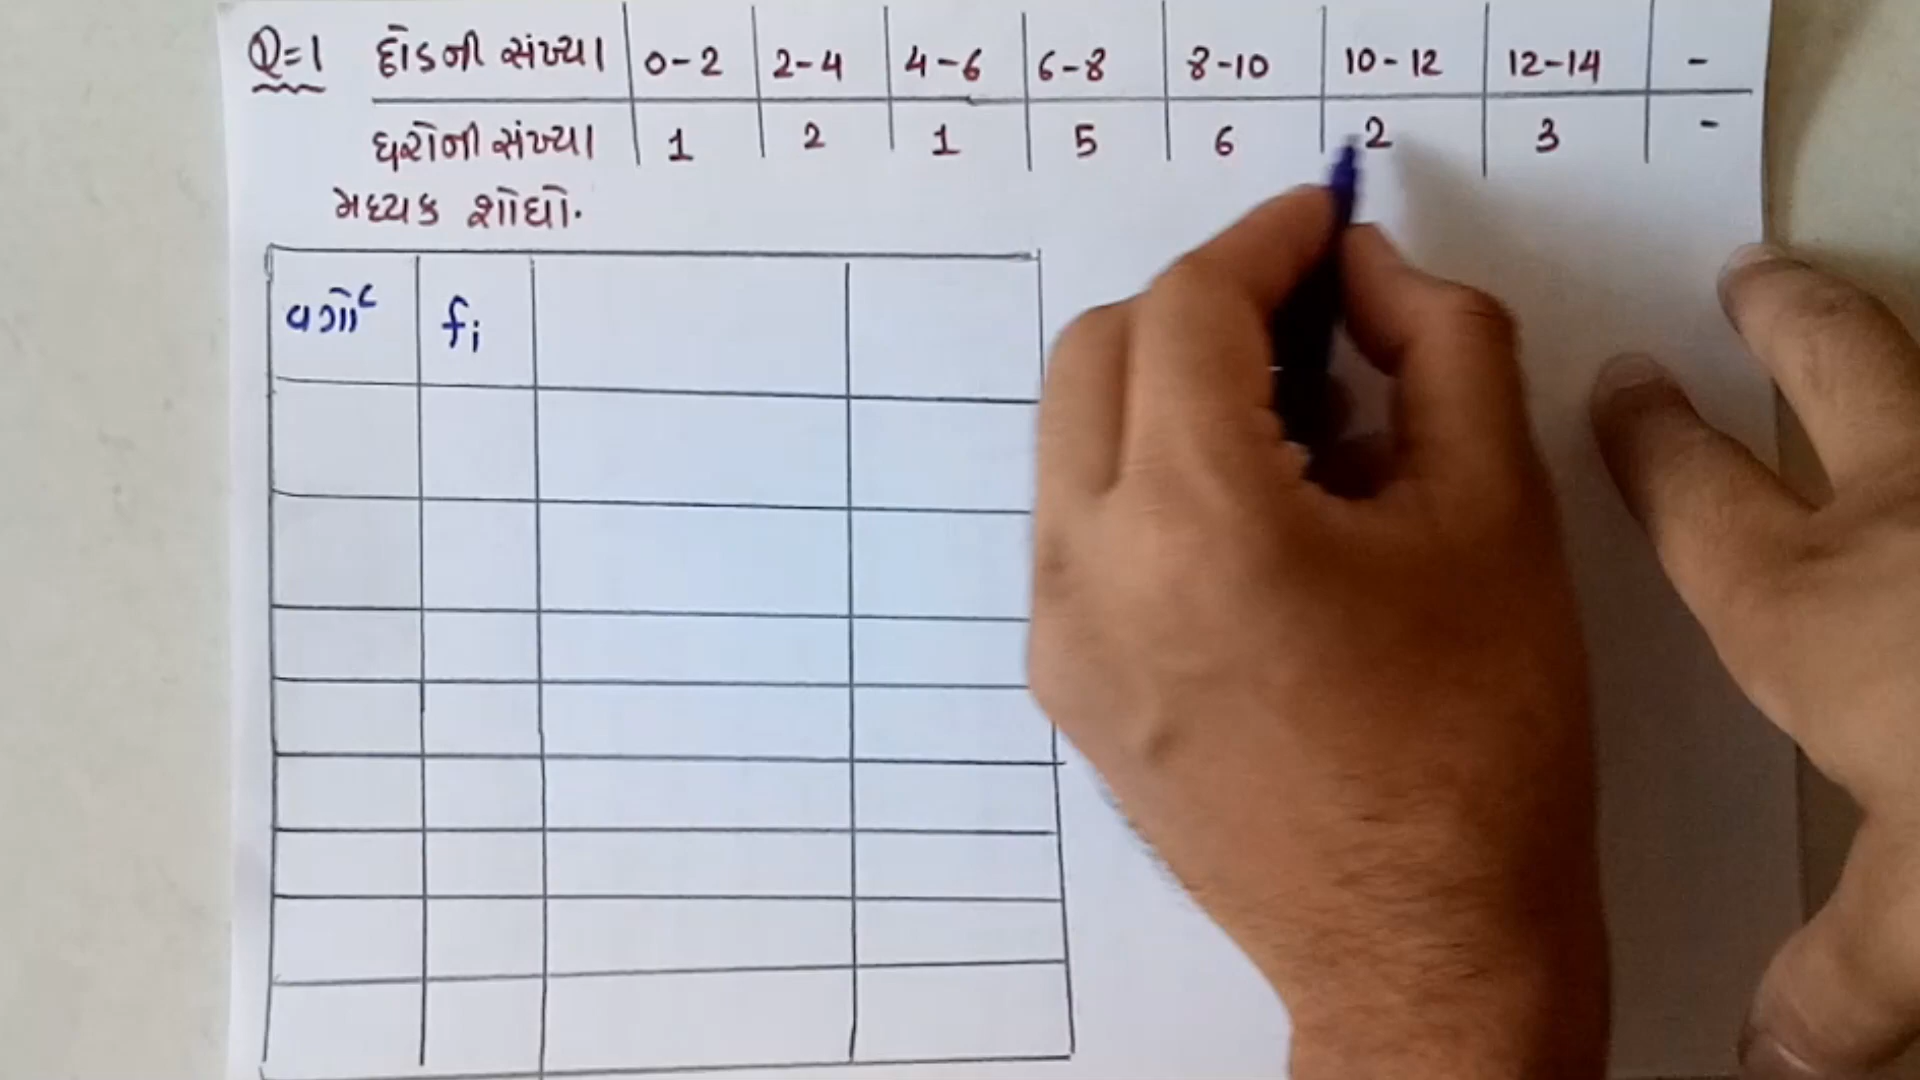 Q=1 છોડની સંખ્યા 0-2 2-4 4-6 6-8 8-10 10-12 12-14 -
ઘરોની સંખ્યા 1 2 1 5 6 2 3 -
મધ્યક શોધો.
વર્ગો fi